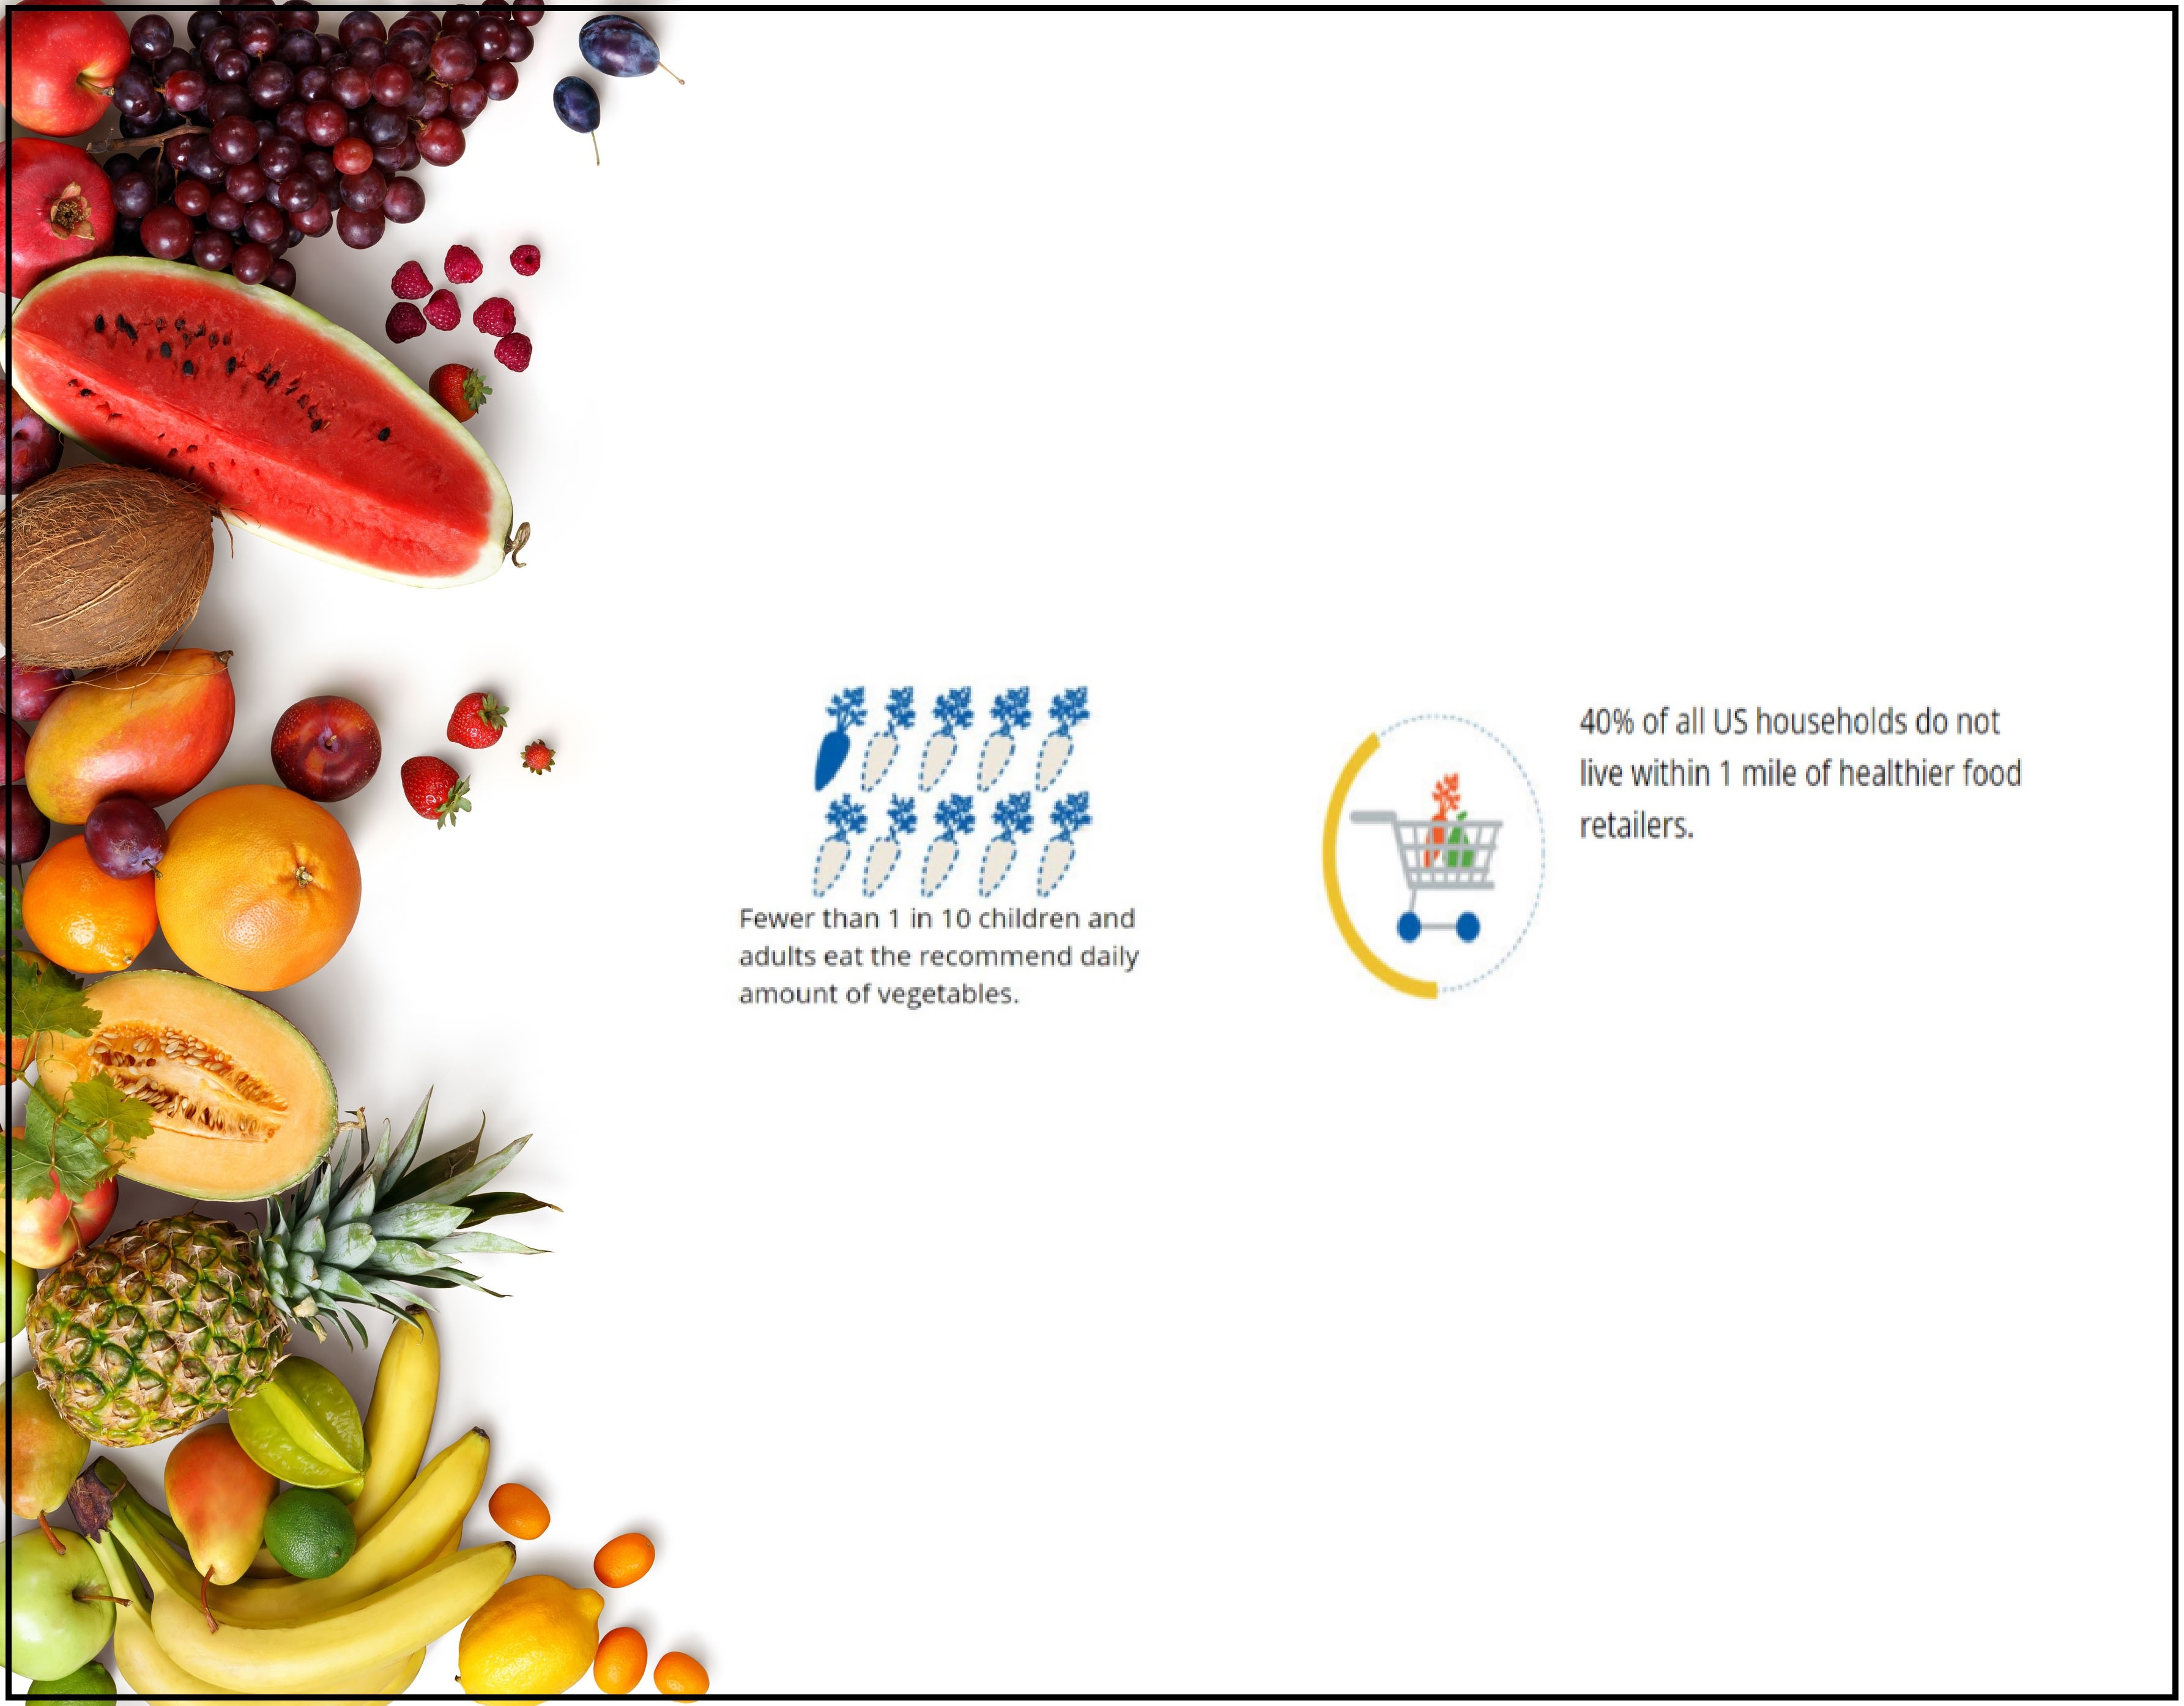 Fewer than 1 in 10 children and
adults eat the recommend daily
amount of vegetables.
40% of all US households do not
live within 1 mile of healthier food
retailers.